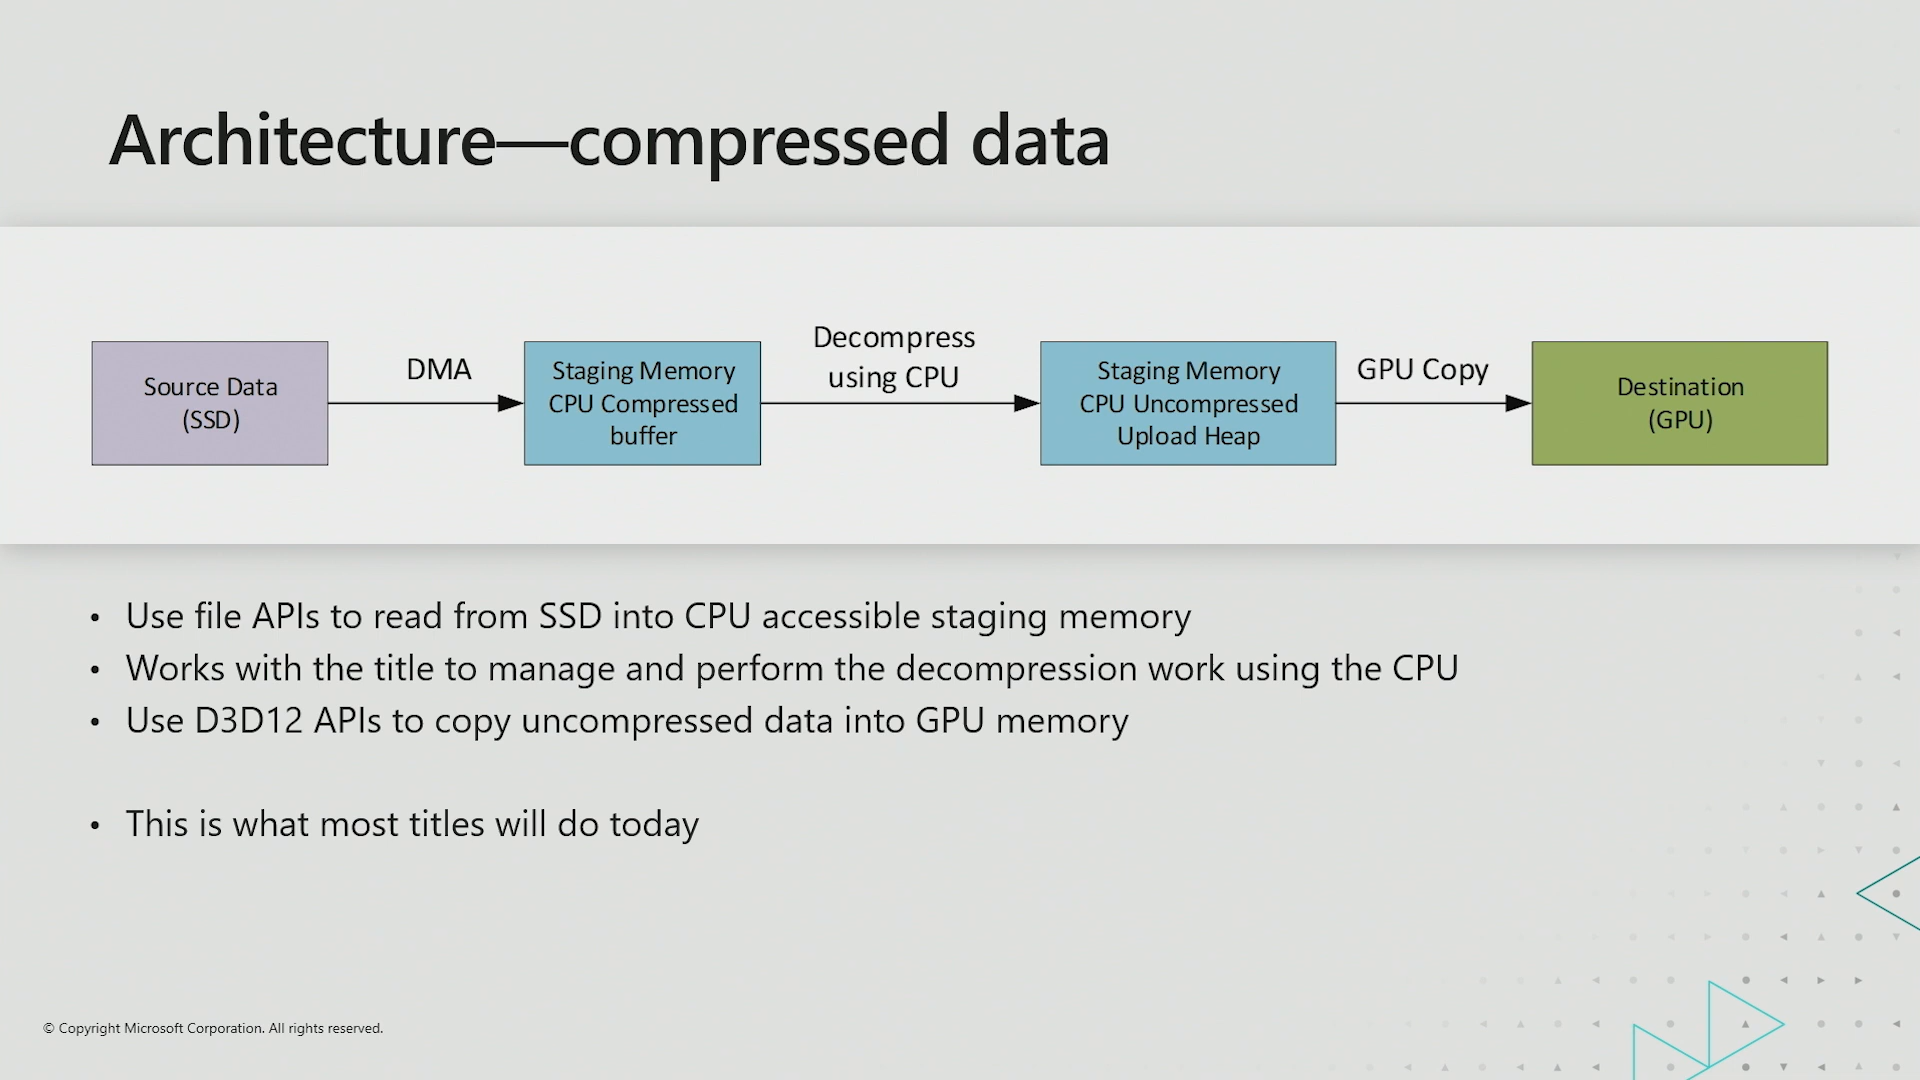 Architecture—compressed data
Source Data
(SSD)
DMA
Staging Memory
CPU Compressed
buffer
Decompress
using CPU
Staging Memory
CPU Uncompressed
Upload Heap
GPU Copy
Destination
(GPU)
• Use file APIs to read from SSD into CPU accessible staging memory
• Works with the title to manage and perform the decompression work using the CPU
• Use D3D12 APIs to copy uncompressed data into GPU memory
• This is what most titles will do today
© Copyright Microsoft Corporation. All rights reserved.